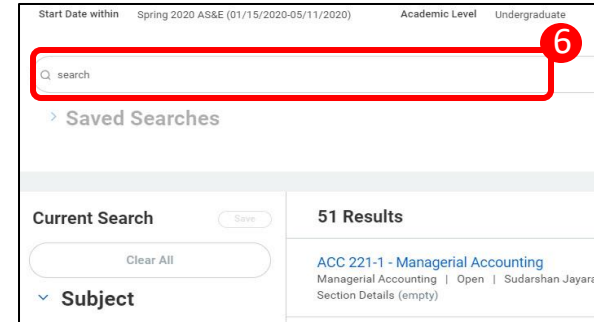 Start Date within Spring 2020 AS&E (01/15/2020-05/11/2020) Academic Level Undergraduate
6
search
Saved Searches
Current Search Save 51 Results
Clear All
ACC 221-1 - Managerial Accounting
Managerial Accounting | Open | Sudarshan Jayara
Section Details (empty)
Subject